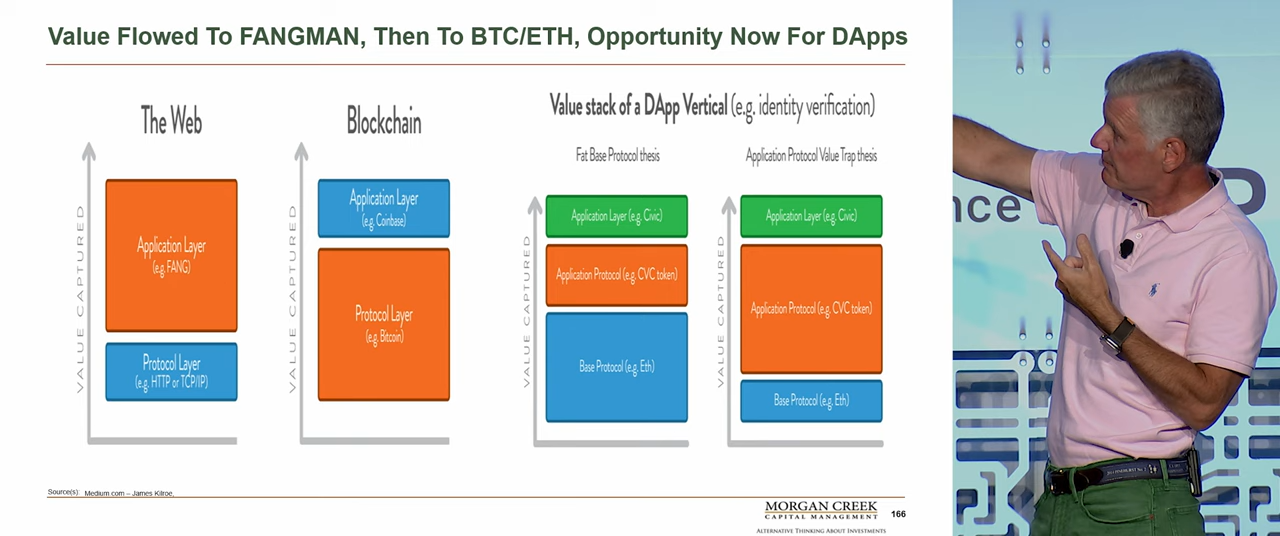 Value Flowed To FANGMAN, Then To BTC/ETH, Opportunity Now For DApps
The Web
VALUE CAPTURED
Application Layer
(e.g. FANG)
Protocol Layer
(e.g. HTTP or TCP/IP)
Blockchain
VALUE CAPTURED
Application Layer
(e.g. Coinbase)
Protocol Layer
(e.g. Bitcoin)
Value stack of a DApp Vertical (e.g. identity verification)
Fat Base Protocol thesis
VALUE CAPTURED
Application Layer (e.g. Civic)
Application Protocol (e.g. CVC token)
Base Protocol (e.g. Eth)
Application Protocol Value Trap thesis
VALUE CAPTURED
Application Layer (e.g. Civic)
Application Protocol (e.g. CVC token)
Base Protocol (e.g. Eth)
Source(s): Medium.com – James Kilroe,
MORGAN CREEK
CAPITAL MANAGEMENT
ALTERNATIVE THINKING ABOUT INVESTMENTS
166
nce